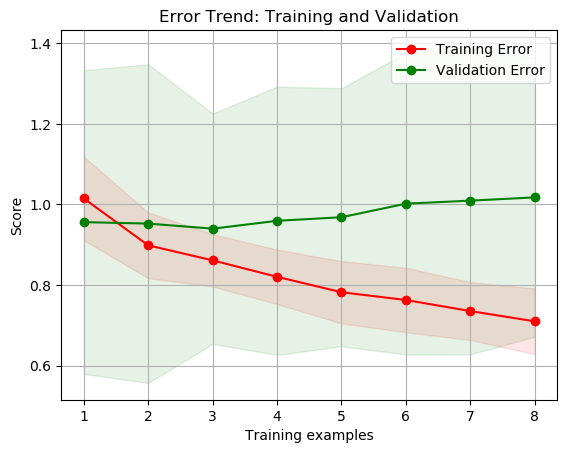 Error Trend: Training and Validation
Training Error
Validation Error
1.4
1.2
1.0
0.8
0.6
Score
1 2 3 4 5 6 7 8
Training examples